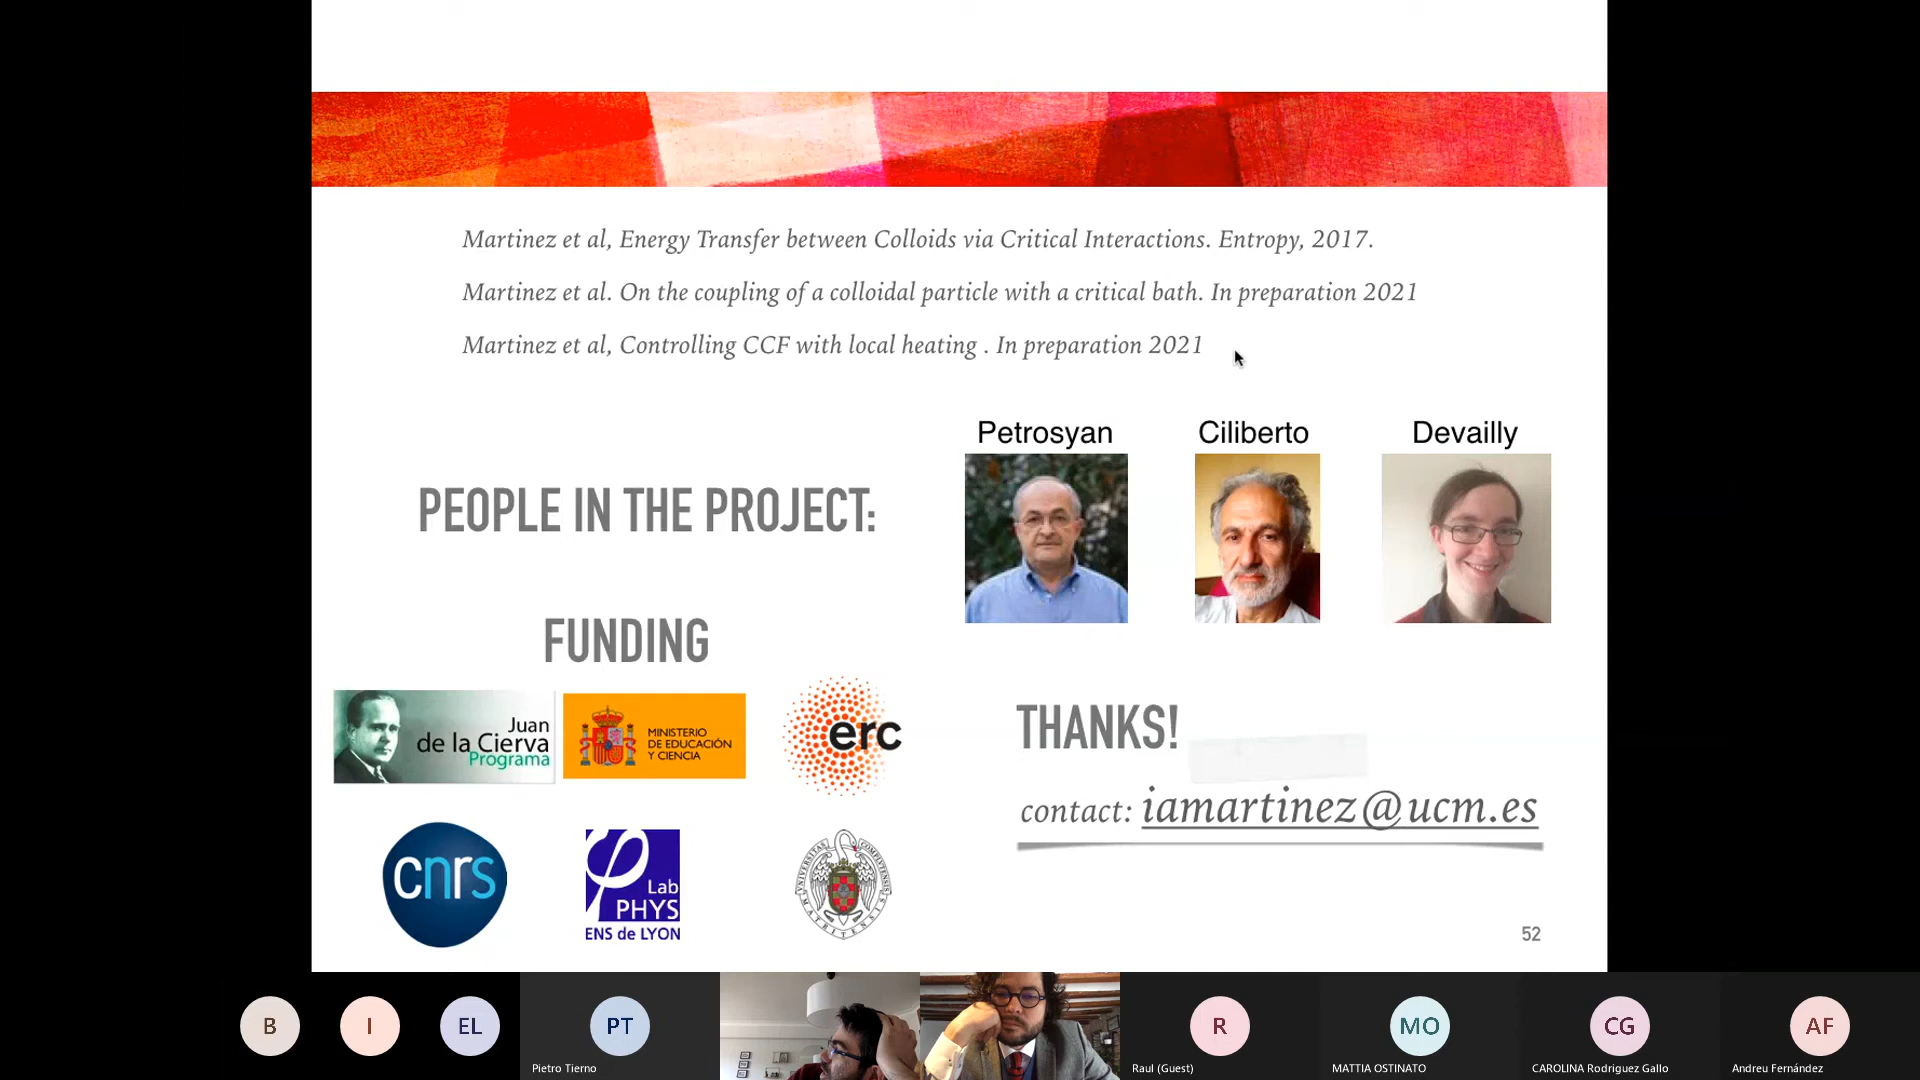 Martinez et al, Energy Transfer between Colloids via Critical Interactions. Entropy, 2017.
Martinez et al. On the coupling of a colloidal particle with a critical bath. In preparation 2021
Martinez et al, Controlling CCF with local heating . In preparation 2021
Petrosyan
Ciliberto
Devailly
PEOPLE IN THE PROJECT:
FUNDING
Juan
de la Cierva
Programa
MINISTERIO
DE EDUCACIÓN
Y CIENCIA
erc
THANKS!
contact: iamartinez@ucm.es
cnrs
φ
Lab
PHYS
ENS de LYON
UNIVERSITAS COMPLUTENSIS
MATRITENSIS
52
B
I
EL
PT
R
MO
CG
AF
Pietro Tierno
Raul (Guest)
MATTIA OSTINATO
CAROLINA Rodriguez Gallo
Andreu Fernández